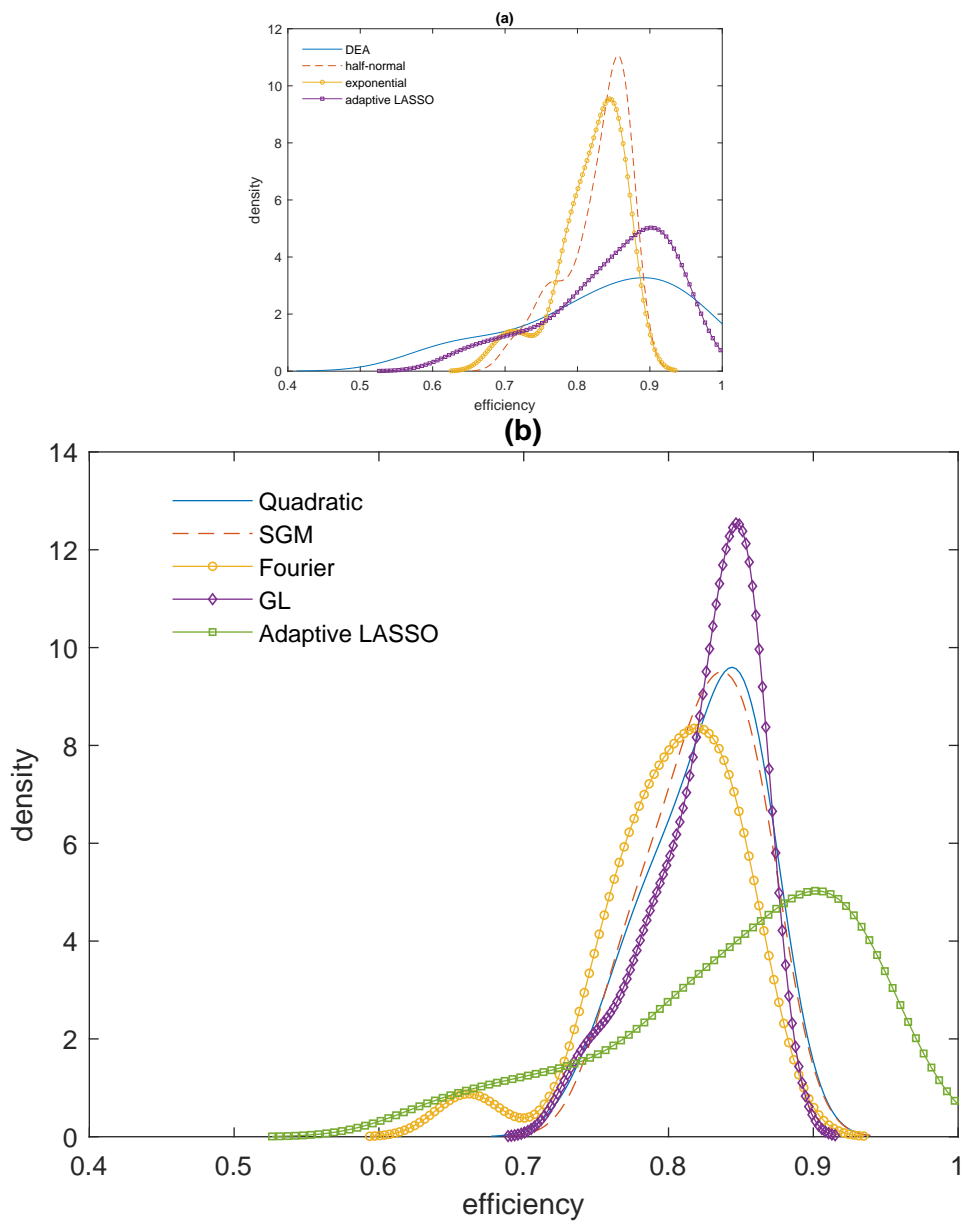 (a)
12
10
8
6
4
2
0
density
DEA
half-normal
exponential
adaptive LASSO
0.4 0.5 0.6 0.7 0.8 0.9 1
efficiency
(b)
14
12
10
8
6
4
2
0
density
Quadratic
SGM
Fourier
GL
Adaptive LASSO
0.4 0.5 0.6 0.7 0.8 0.9 1
efficiency